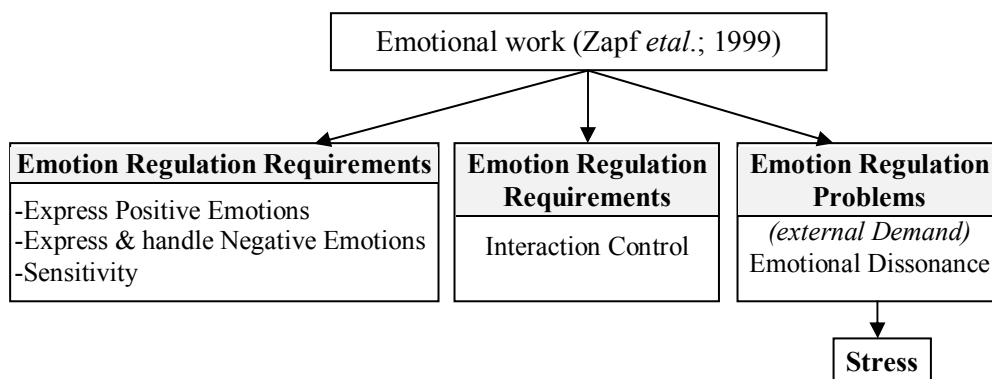 Emotional work (Zapf etal.; 1999)
Emotion Regulation Requirements
-Express Positive Emotions
-Express & handle Negative Emotions
-Sensitivity
Emotion Regulation
Requirements
Interaction Control
Emotion Regulation
Problems
(external Demand)
Emotional Dissonance
Stress